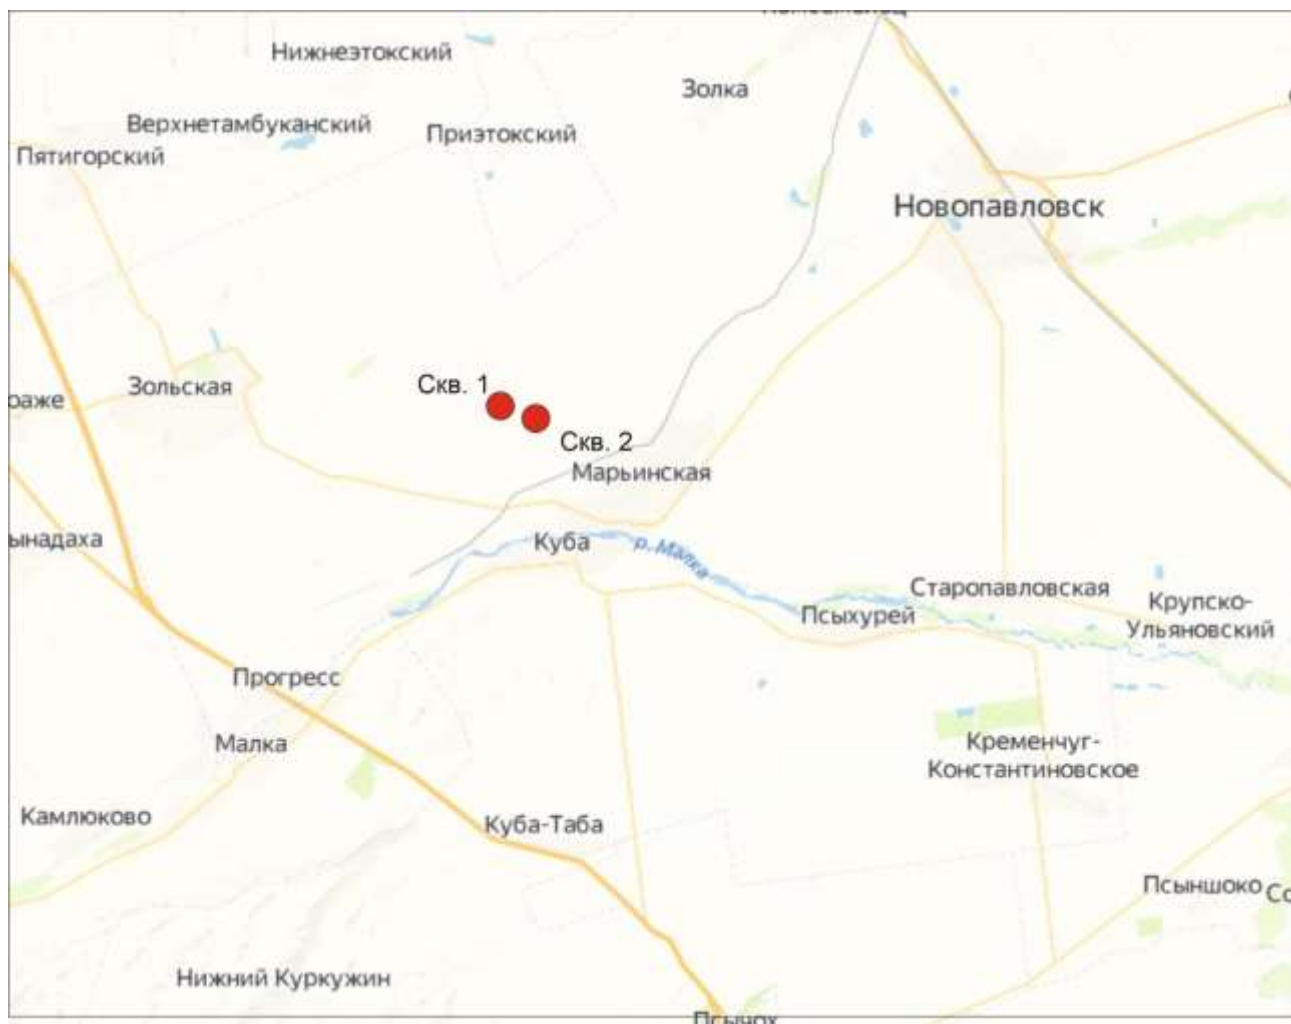 Нижнеэтокский
Золка
Верхнетамбуканский
Приэтокский
Пятигорский
Новопавловск
Скв. 1
Зольская
Скв. 2
Марьинская
Куба
р. Малка
Старопавловская
Псыхурей
Крупско-
Ульяновский
Прогресс
Малка
Кременчуг-
Константиновское
Камлюково
Куба-Таба
Псыншоко
Нижний Куркужин